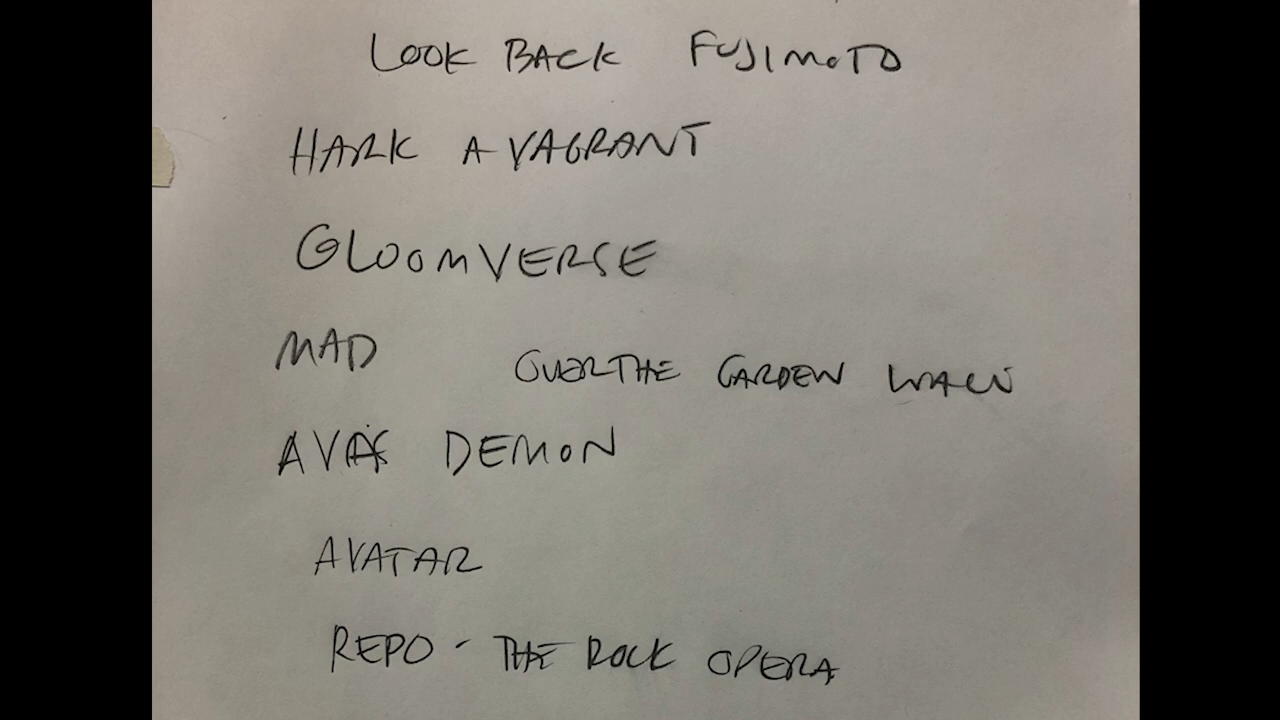 LOOK BACK FUJIMOTO
HARK A VAGRANT
GLOOMVERSE
MAD
OVER THE GARDEN WALL
AVA'S DEMON
AVATAR
REPO - THE ROCK OPERA